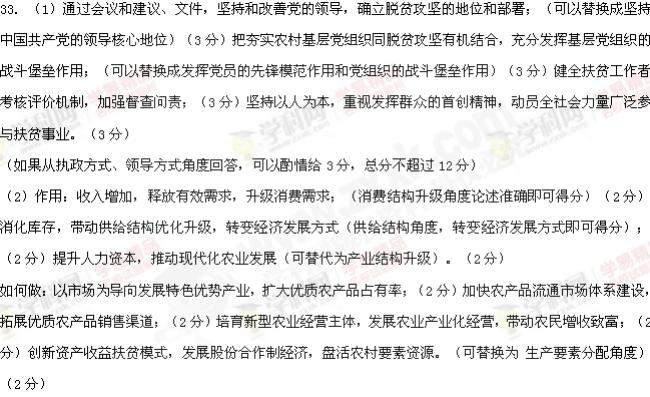 33. （1）通过会议和建议、文件，坚持和改善党的领导，确立脱贫攻坚的地位和部署；（可以替换成坚持
中国共产党的领导核心地位）（3 分）把夯实农村基层党组织同脱贫攻坚有机结合，充分发挥基层党组织的
战斗堡垒作用；（可以替换成发挥党员的先锋模范作用和党组织的战斗堡垒作用）（3 分）健全扶贫工作者
考核评价机制，加强督查问责；（3 分）坚持以人为本，重视发挥群众的首创精神，动员全社会力量广泛参
与扶贫事业。（3 分）
（如果从执政方式、领导方式角度回答，可以酌情给 3 分，总分不超过 12 分）
（2）作用：收入增加，释放有效需求，升级消费需求；（消费结构升级角度论述准确即可得分）（2 分）
消化库存，带动供给结构优化升级，转变经济发展方式（供给结构角度，转变经济发展方式即可得分）；
（2 分）提升人力资本，推动现代化农业发展（可替代为产业结构升级）。（2 分）
如何做：以市场为导向发展特色优势产业，扩大优质农产品占有率；（2 分）加快农产品流通市场体系建设，
拓展优质农产品销售渠道；（2 分）培育新型农业经营主体，发展农业产业化经营，带动农民增收致富；（2
分）创新资产收益扶贫模式，发展股份合作制经济，盘活农村要素资源。（可替换为 生产要素分配角度）
（2 分）